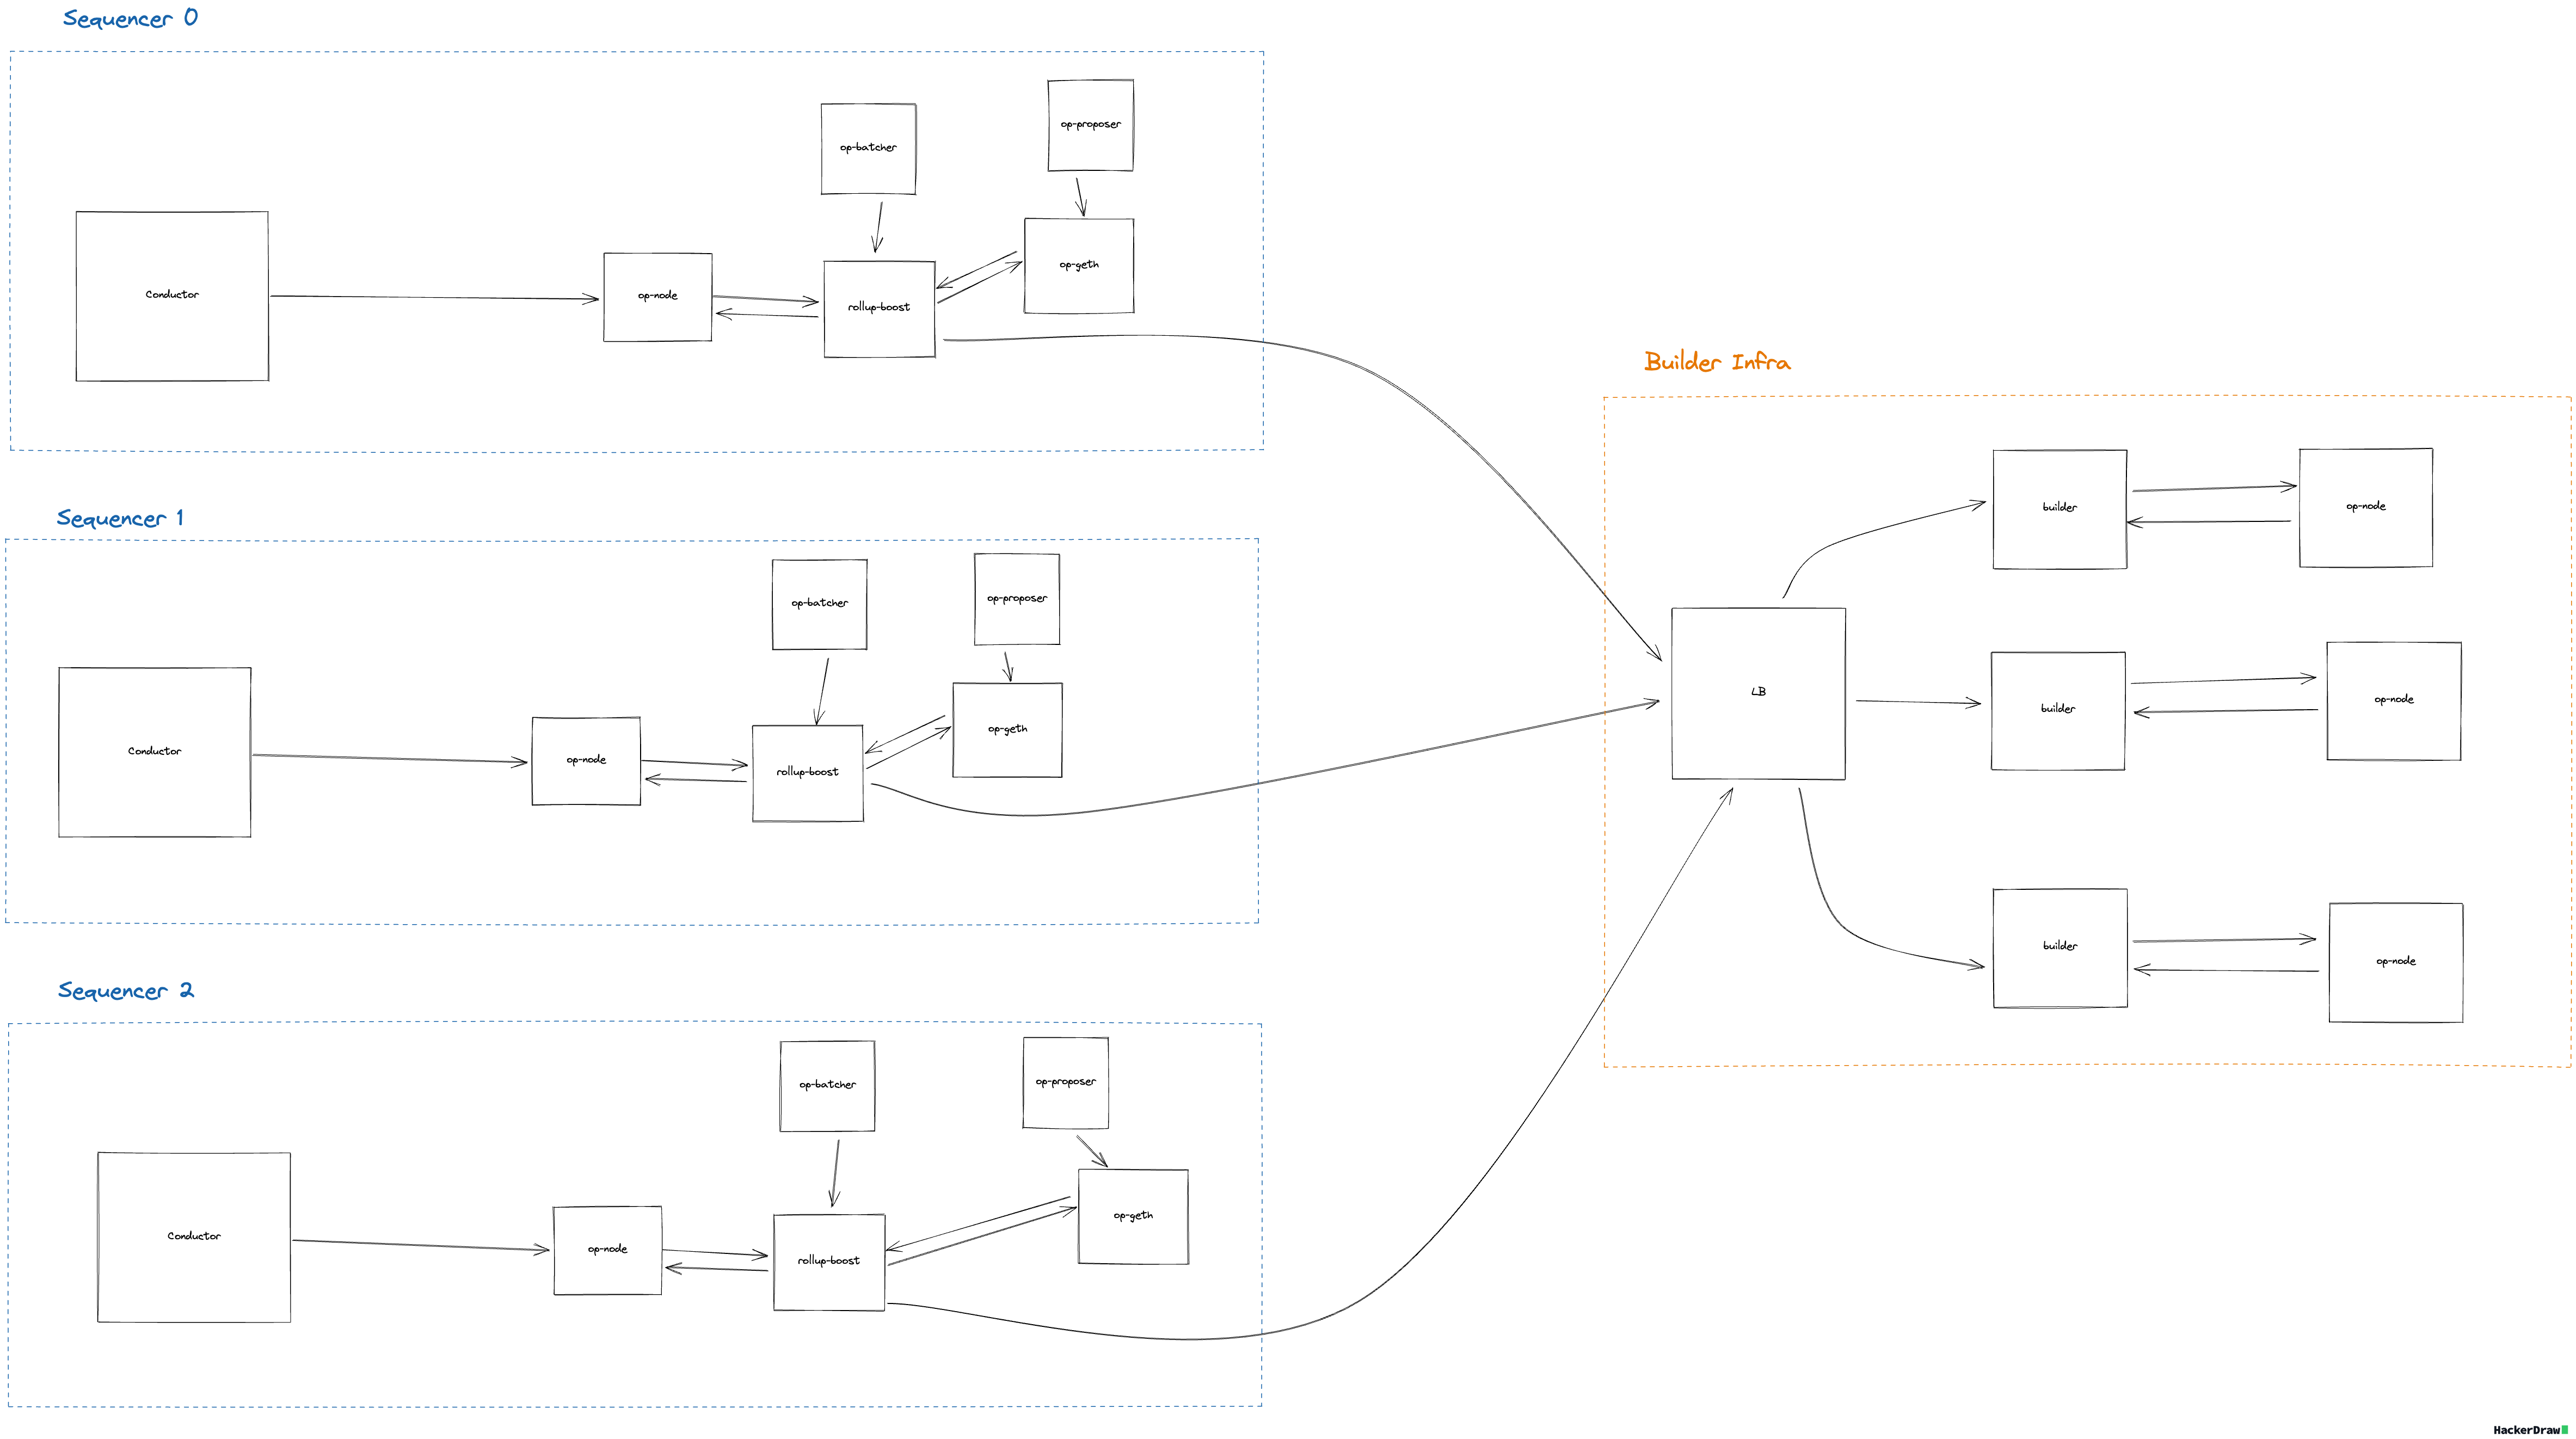 Sequencer 0
op-proposer
op-batcher
op-geth
Conductor
op-node
rollup-boost
Builder Infra
Sequencer 1
op-batcher
op-proposer
op-geth
Conductor
op-node
rollup-boost
builder
op-node
LB
builder
op-node
builder
op-node
Sequencer 2
op-batcher
op-proposer
op-geth
Conductor
op-node
rollup-boost
HackerDraw